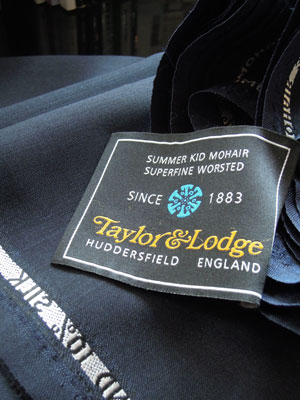 SUMMER KID MOHAIR
SUPERFINE WORSTED
SINCE 1883
Taylor & Lodge
HUDDERSFIELD ENGLAND